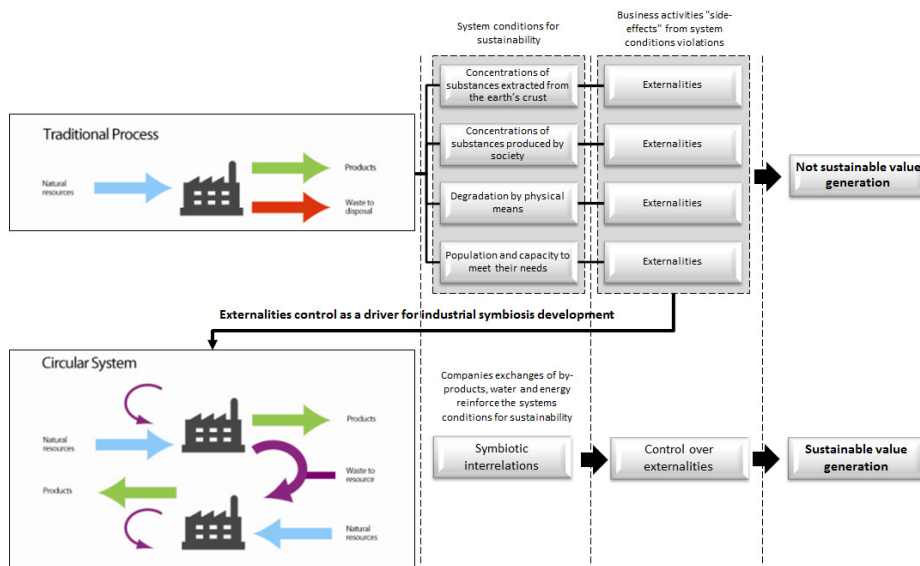 System conditions for
sustainability
Business activities "side-
effects" from system
conditions violations
Traditional Process
Natural
resources
Products
Waste to
disposal
Concentrations of
substances extracted from
the earth's crust
Externalities
Concentrations of
substances produced by
society
Externalities
Degradation by physical
means
Externalities
Population and capacity to
meet their needs
Externalities
Not sustainable value
generation
Externalities control as a driver for industrial symbiosis development
Circular System
Natural
resources
Products
Waste to
resource
Products
Natural
resources
Companies exchanges of by-
products, water and energy
reinforce the systems
conditions for sustainability
Symbiotic
interrelations
Control over
externalities
Sustainable value
generation